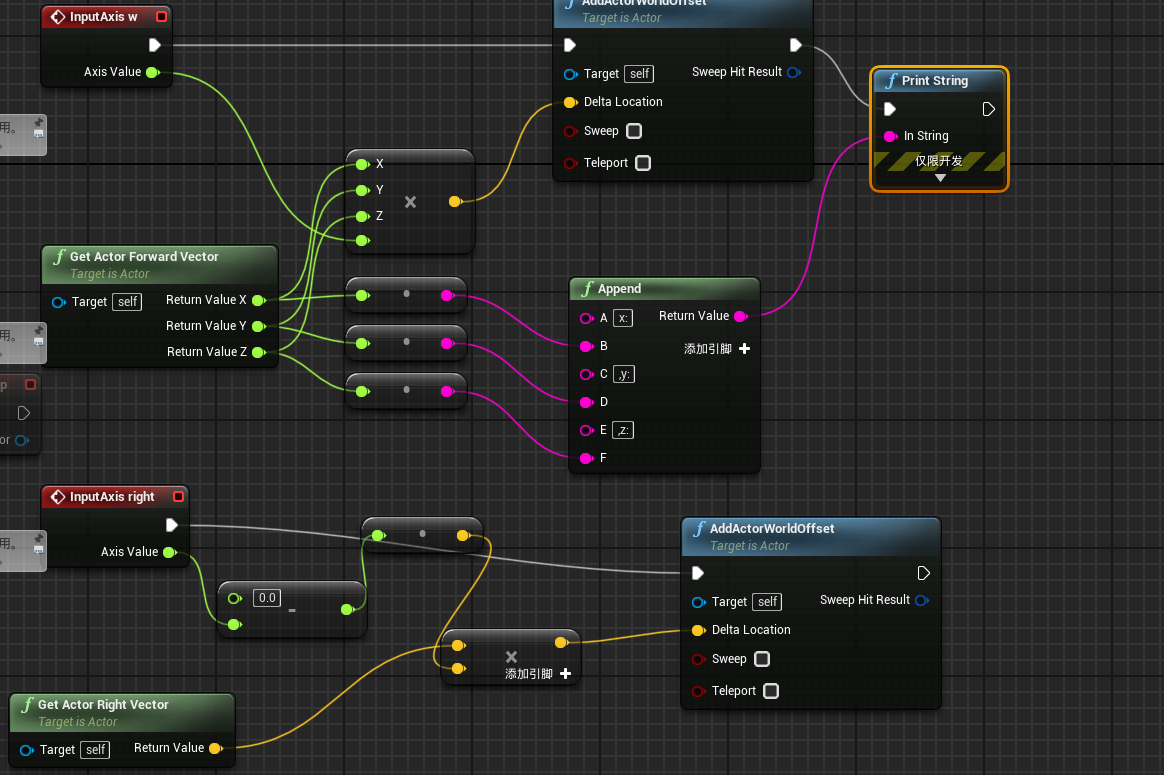 InputAxis w
Axis Value
AddActorWorldOffset
Target is Actor
Target self
Sweep Hit Result
Delta Location
Sweep
Teleport
Print String
In String
仅限开发
用。
X
Y
Z
Get Actor Forward Vector
Target is Actor
Target self
Return Value X
Return Value Y
Return Value Z
Append
A x:
Return Value
B
添加引脚
C ,y:
D
E ,z:
F
用。
p
or
InputAxis right
Axis Value
用。
0.0
添加引脚
AddActorWorldOffset
Target is Actor
Target self
Sweep Hit Result
Delta Location
Sweep
Teleport
Get Actor Right Vector
Target is Actor
Target self
Return Value